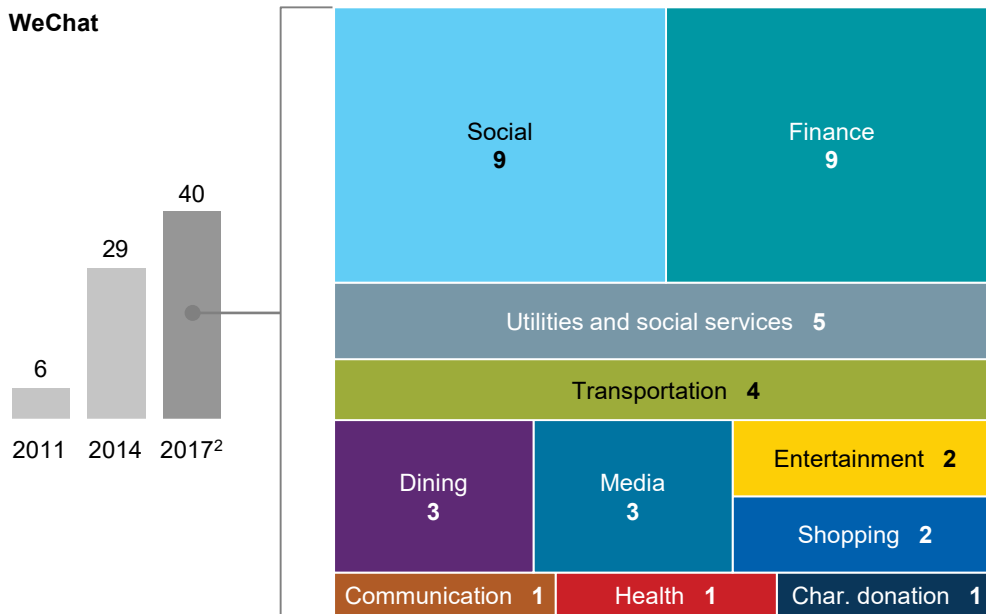 WeChat
40
29
6
2011 2014 2017²
Social
9
Finance
9
Utilities and social services 5
Transportation 4
Dining
3
Media
3
Entertainment 2
Shopping 2
Communication 1
Health 1
Char. donation 1